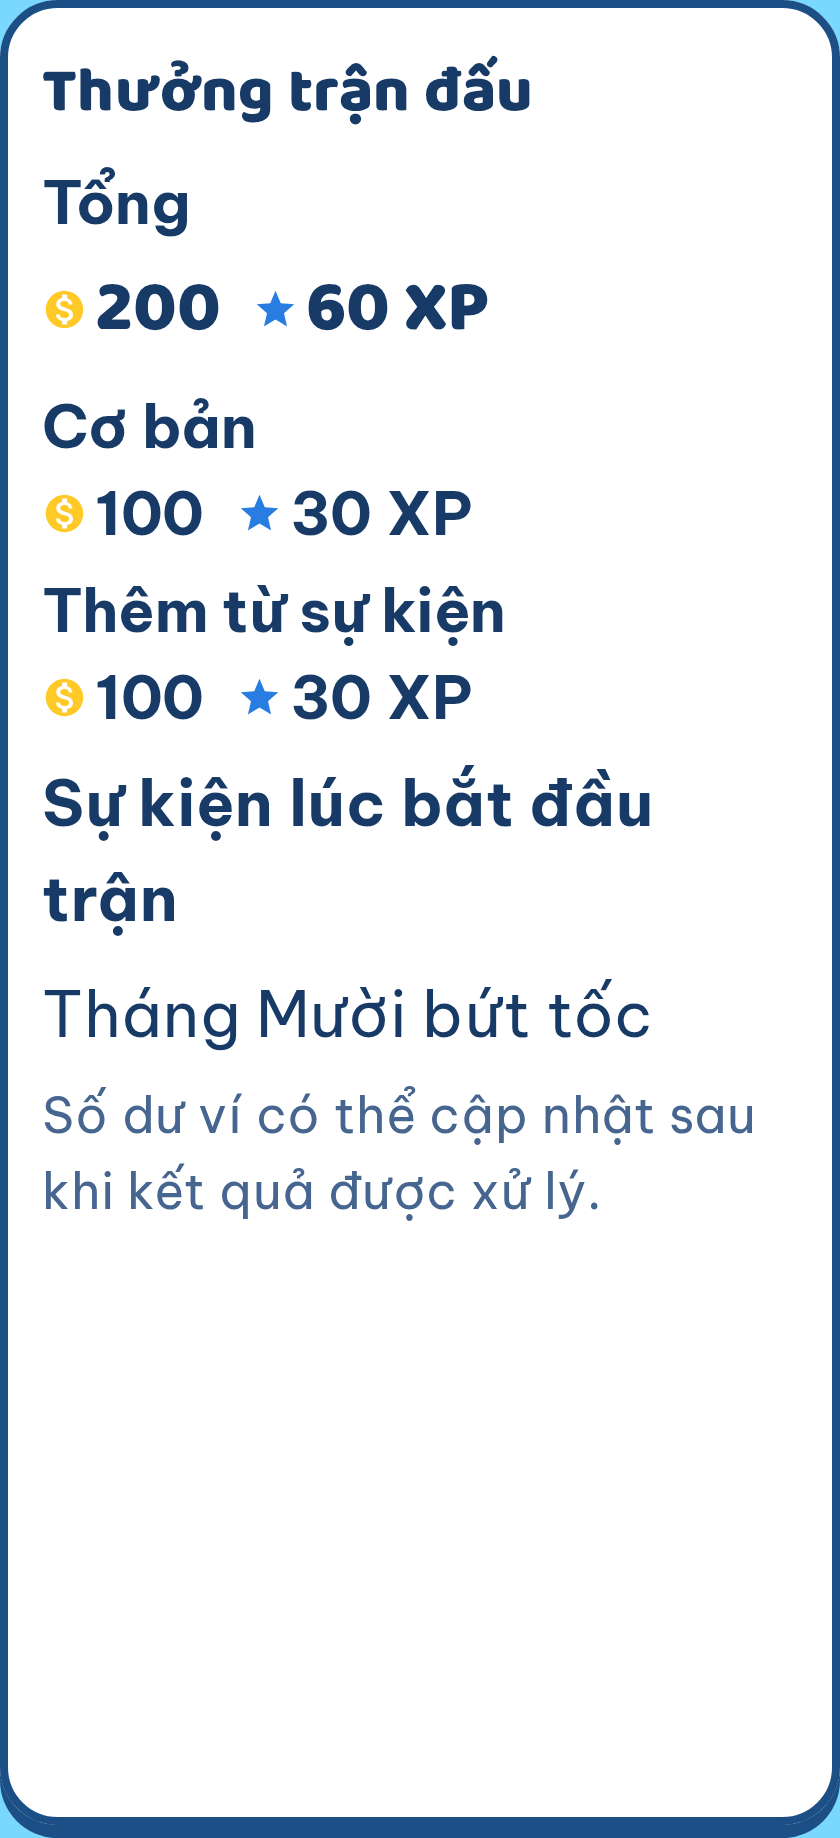 Thưởng trận đấu
Tổng
200 60 XP
Cơ bản
100 30 XP
Thêm từ sự kiện
100 30 XP
Sự kiện lúc bắt đầu
trận
Tháng Mười bứt tốc
Số dư ví có thể cập nhật sau
khi kết quả được xử lý.